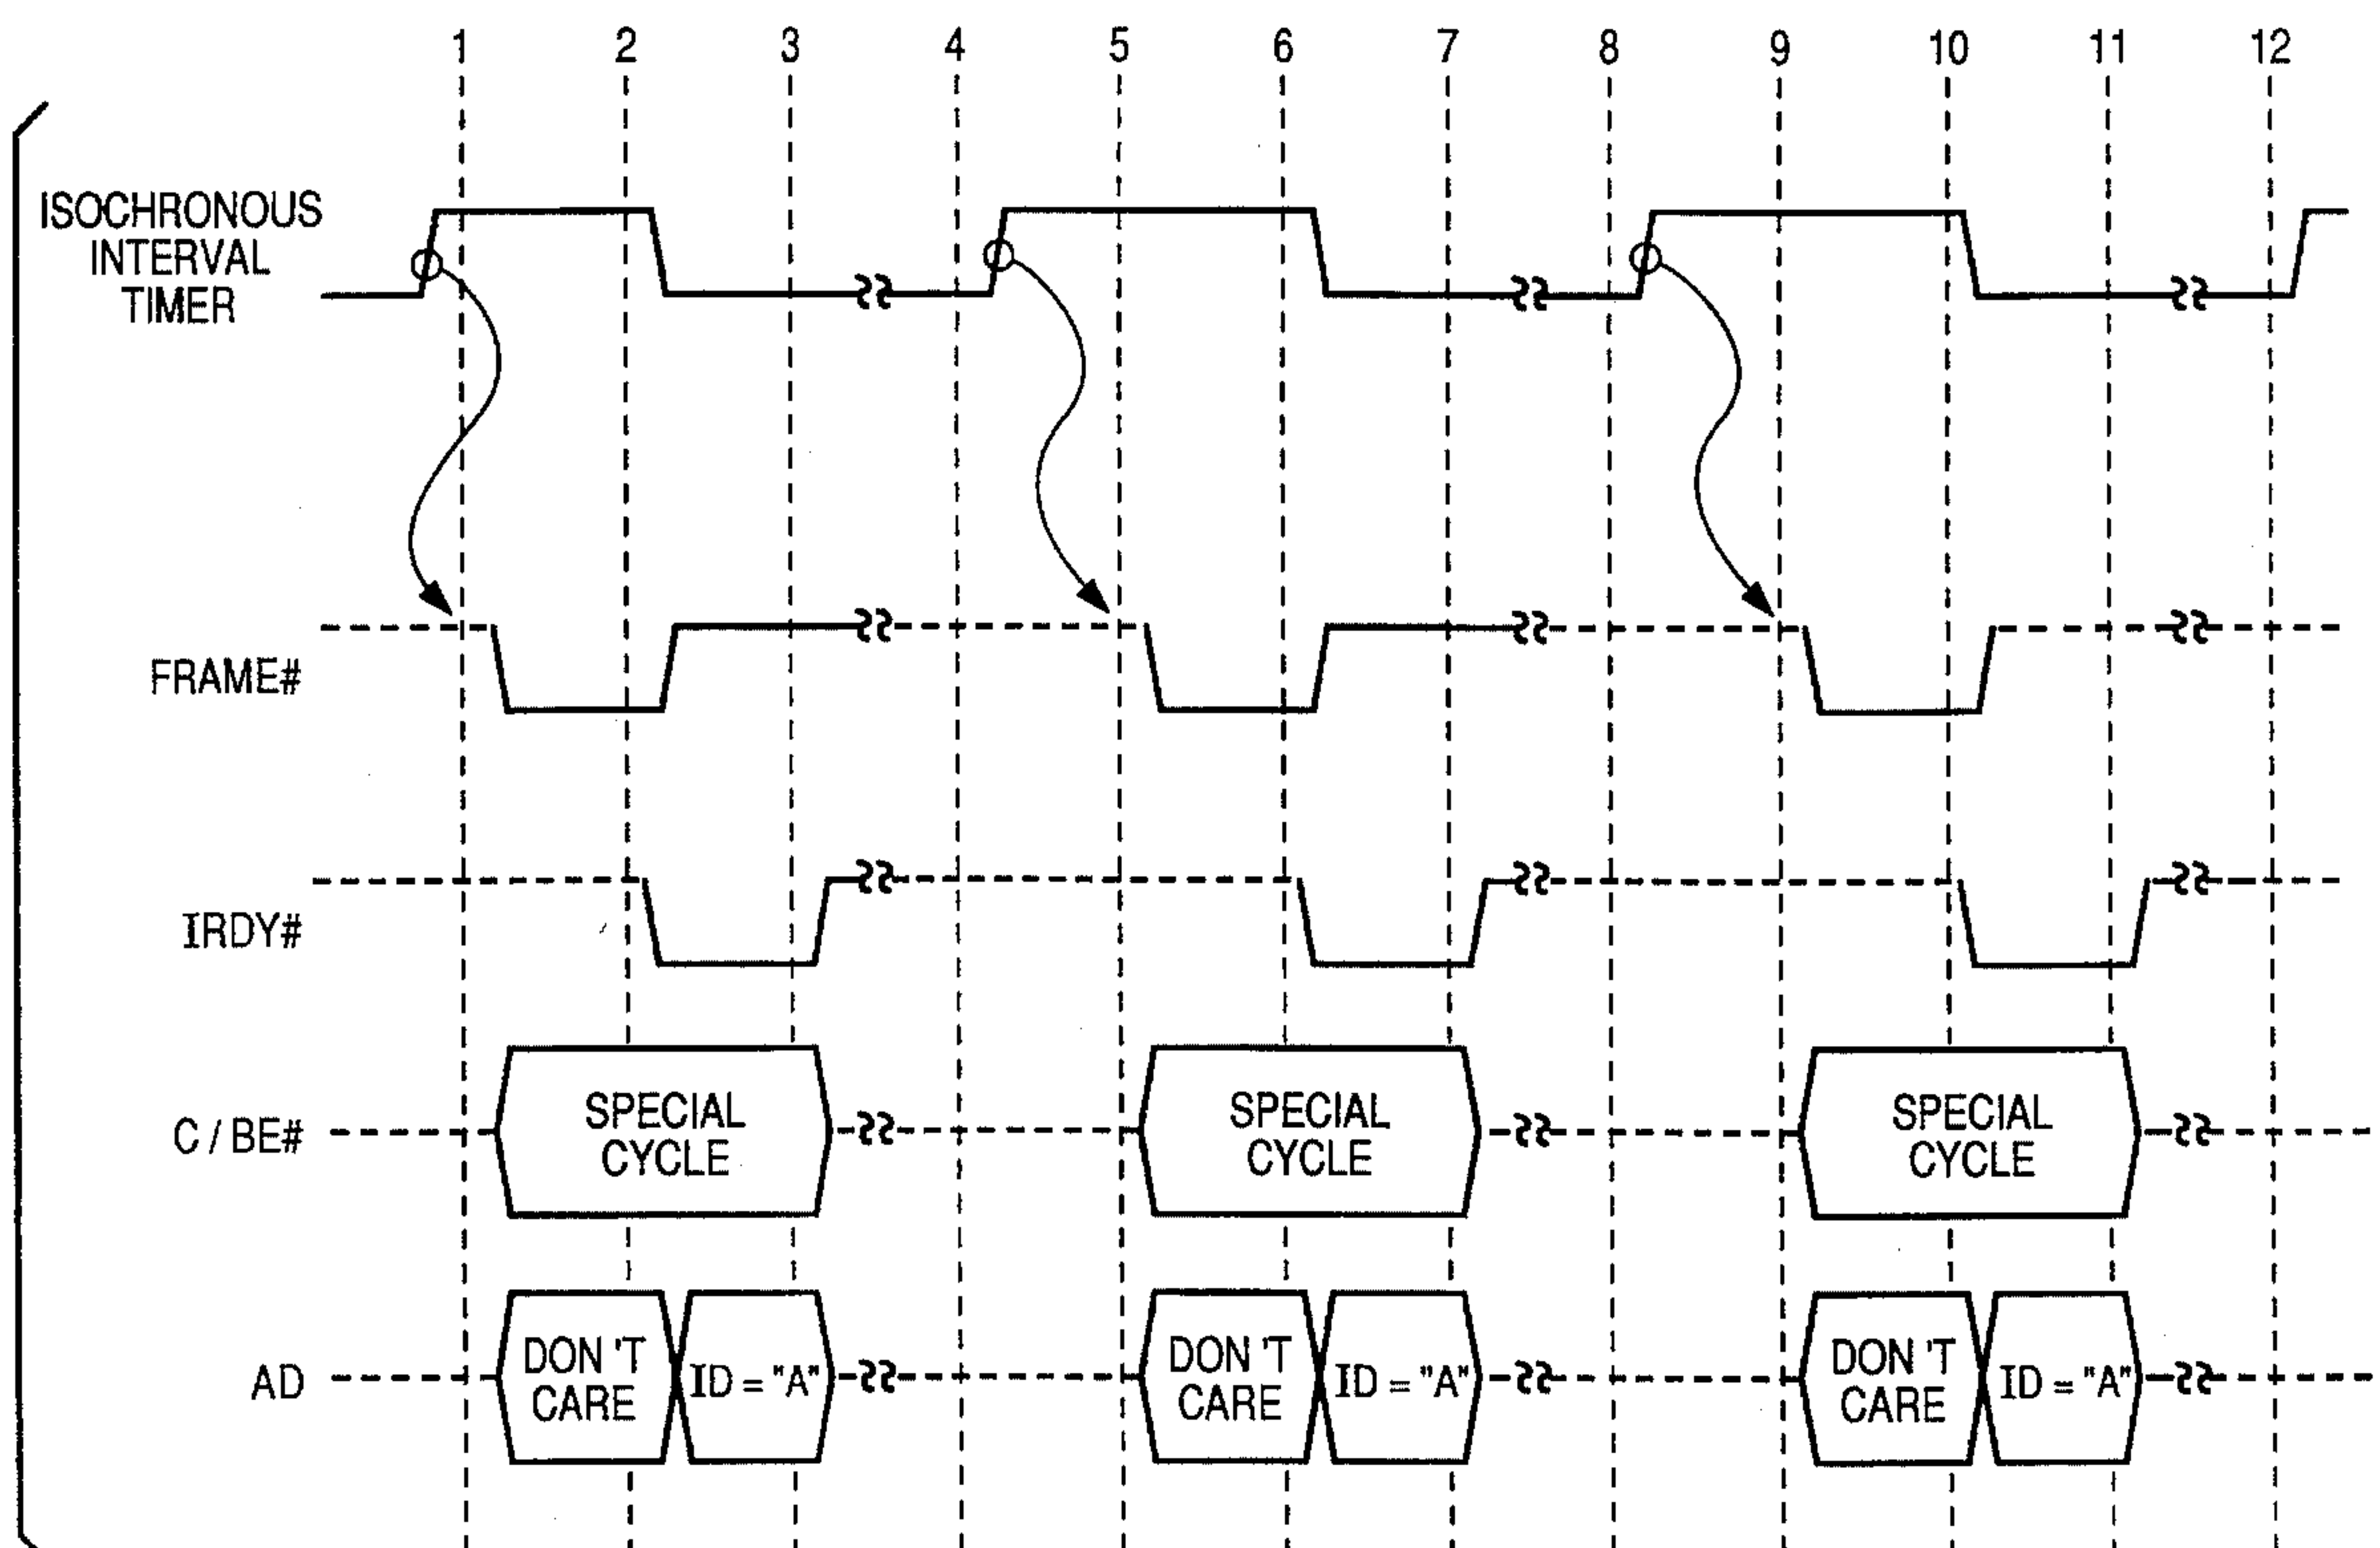 1 2 3 4 5 6 7 8 9 10 11 12
ISOCHRONOUS
INTERVAL
TIMER
FRAME#
IRDY#
C / BE#
SPECIAL
CYCLE
SPECIAL
CYCLE
SPECIAL
CYCLE
AD
DON'T
CARE
ID = "A"
DON'T
CARE
ID = "A"
DON'T
CARE
ID = "A"